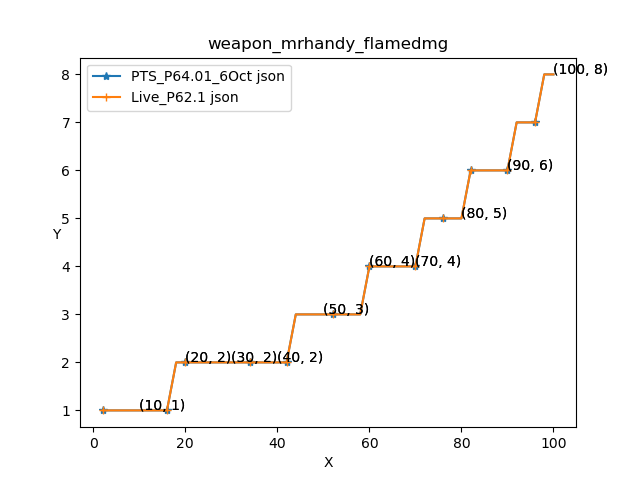 weapon_mrhandy_flamedmg
PTS_P64.01_6Oct json
Live_P62.1 json
(100, 8)
8
7
(90, 6)
6
(80, 5)
5
Y
(60, 4)(70, 4)
4
(50, 3)
3
(20, 2)(30, 2)(40, 2)
2
(10, 1)
1
0 20 40 60 80 100
X